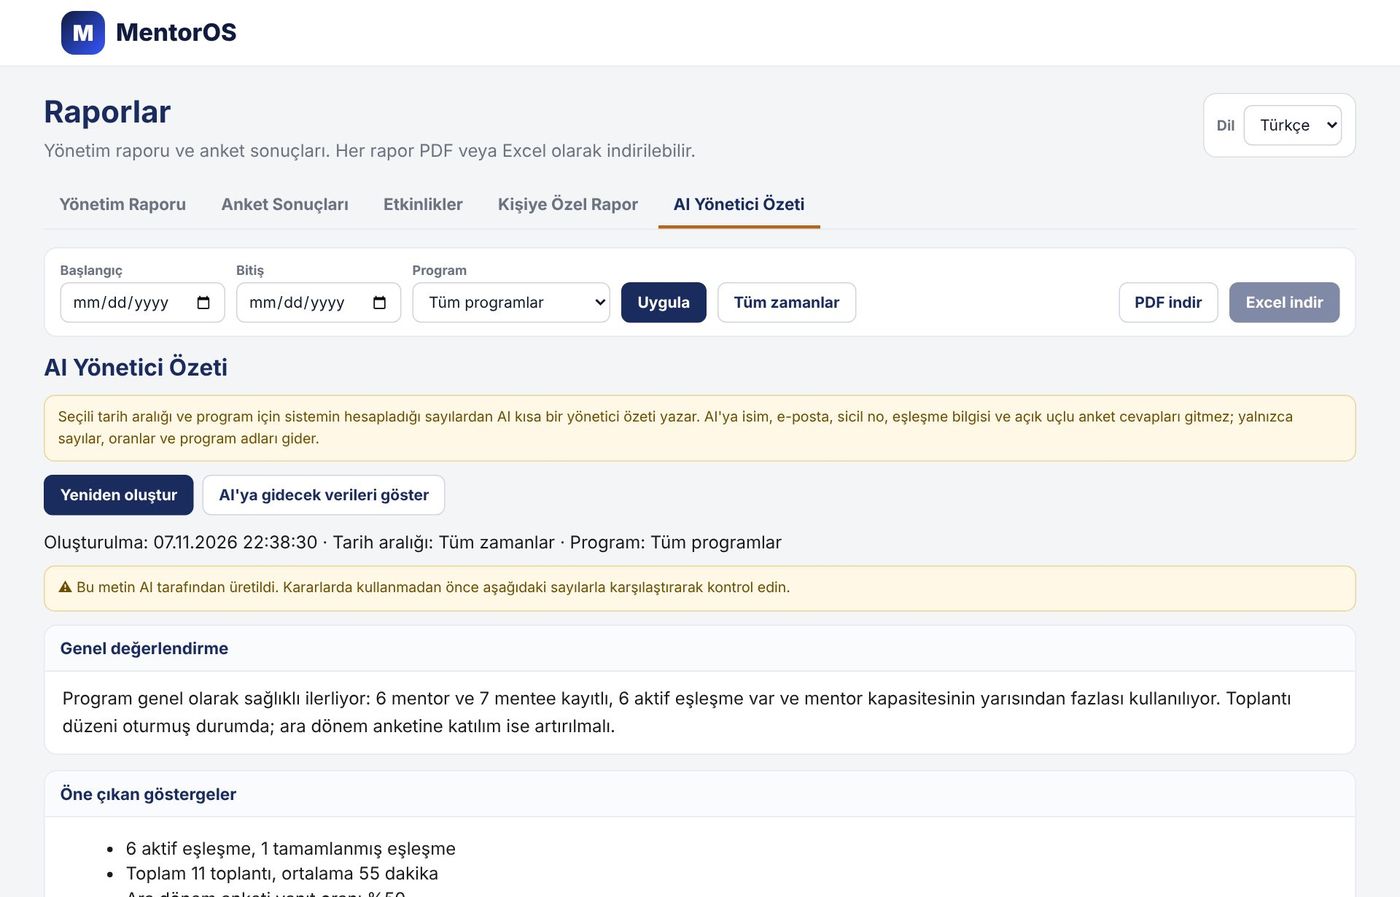 M MentorOS
Raporlar
Yönetim raporu ve anket sonuçları. Her rapor PDF veya Excel olarak indirilebilir.
Dil Türkçe
Yönetim Raporu Anket Sonuçları Etkinlikler Kişiye Özel Rapor AI Yönetici Özeti
Başlangıç Bitiş Program
mm/dd/yyyy mm/dd/yyyy Tüm programlar Uygula Tüm zamanlar PDF indir Excel indir
AI Yönetici Özeti
Seçili tarih aralığı ve program için sistemin hesapladığı sayılardan AI kısa bir yönetici özeti yazar. AI'ya isim, e-posta, sicil no, eşleşme bilgisi ve açık uçlu anket cevapları gitmez; yalnızca
sayılar, oranlar ve program adları gider.
Yeniden oluştur AI'ya gidecek verileri göster
Oluşturulma: 07.11.2026 22:38:30 · Tarih aralığı: Tüm zamanlar · Program: Tüm programlar
⚠ Bu metin AI tarafından üretildi. Kararlarda kullanmadan önce aşağıdaki sayılarla karşılaştırarak kontrol edin.
Genel değerlendirme
Program genel olarak sağlıklı ilerliyor: 6 mentor ve 7 mentee kayıtlı, 6 aktif eşleşme var ve mentor kapasitesinin yarısından fazlası kullanılıyor. Toplantı
düzeni oturmuş durumda; ara dönem anketine katılım ise artırılmalı.
Öne çıkan göstergeler
• 6 aktif eşleşme, 1 tamamlanmış eşleşme
• Toplam 11 toplantı, ortalama 55 dakika
Ara dönem anketi yanıt oranı %50